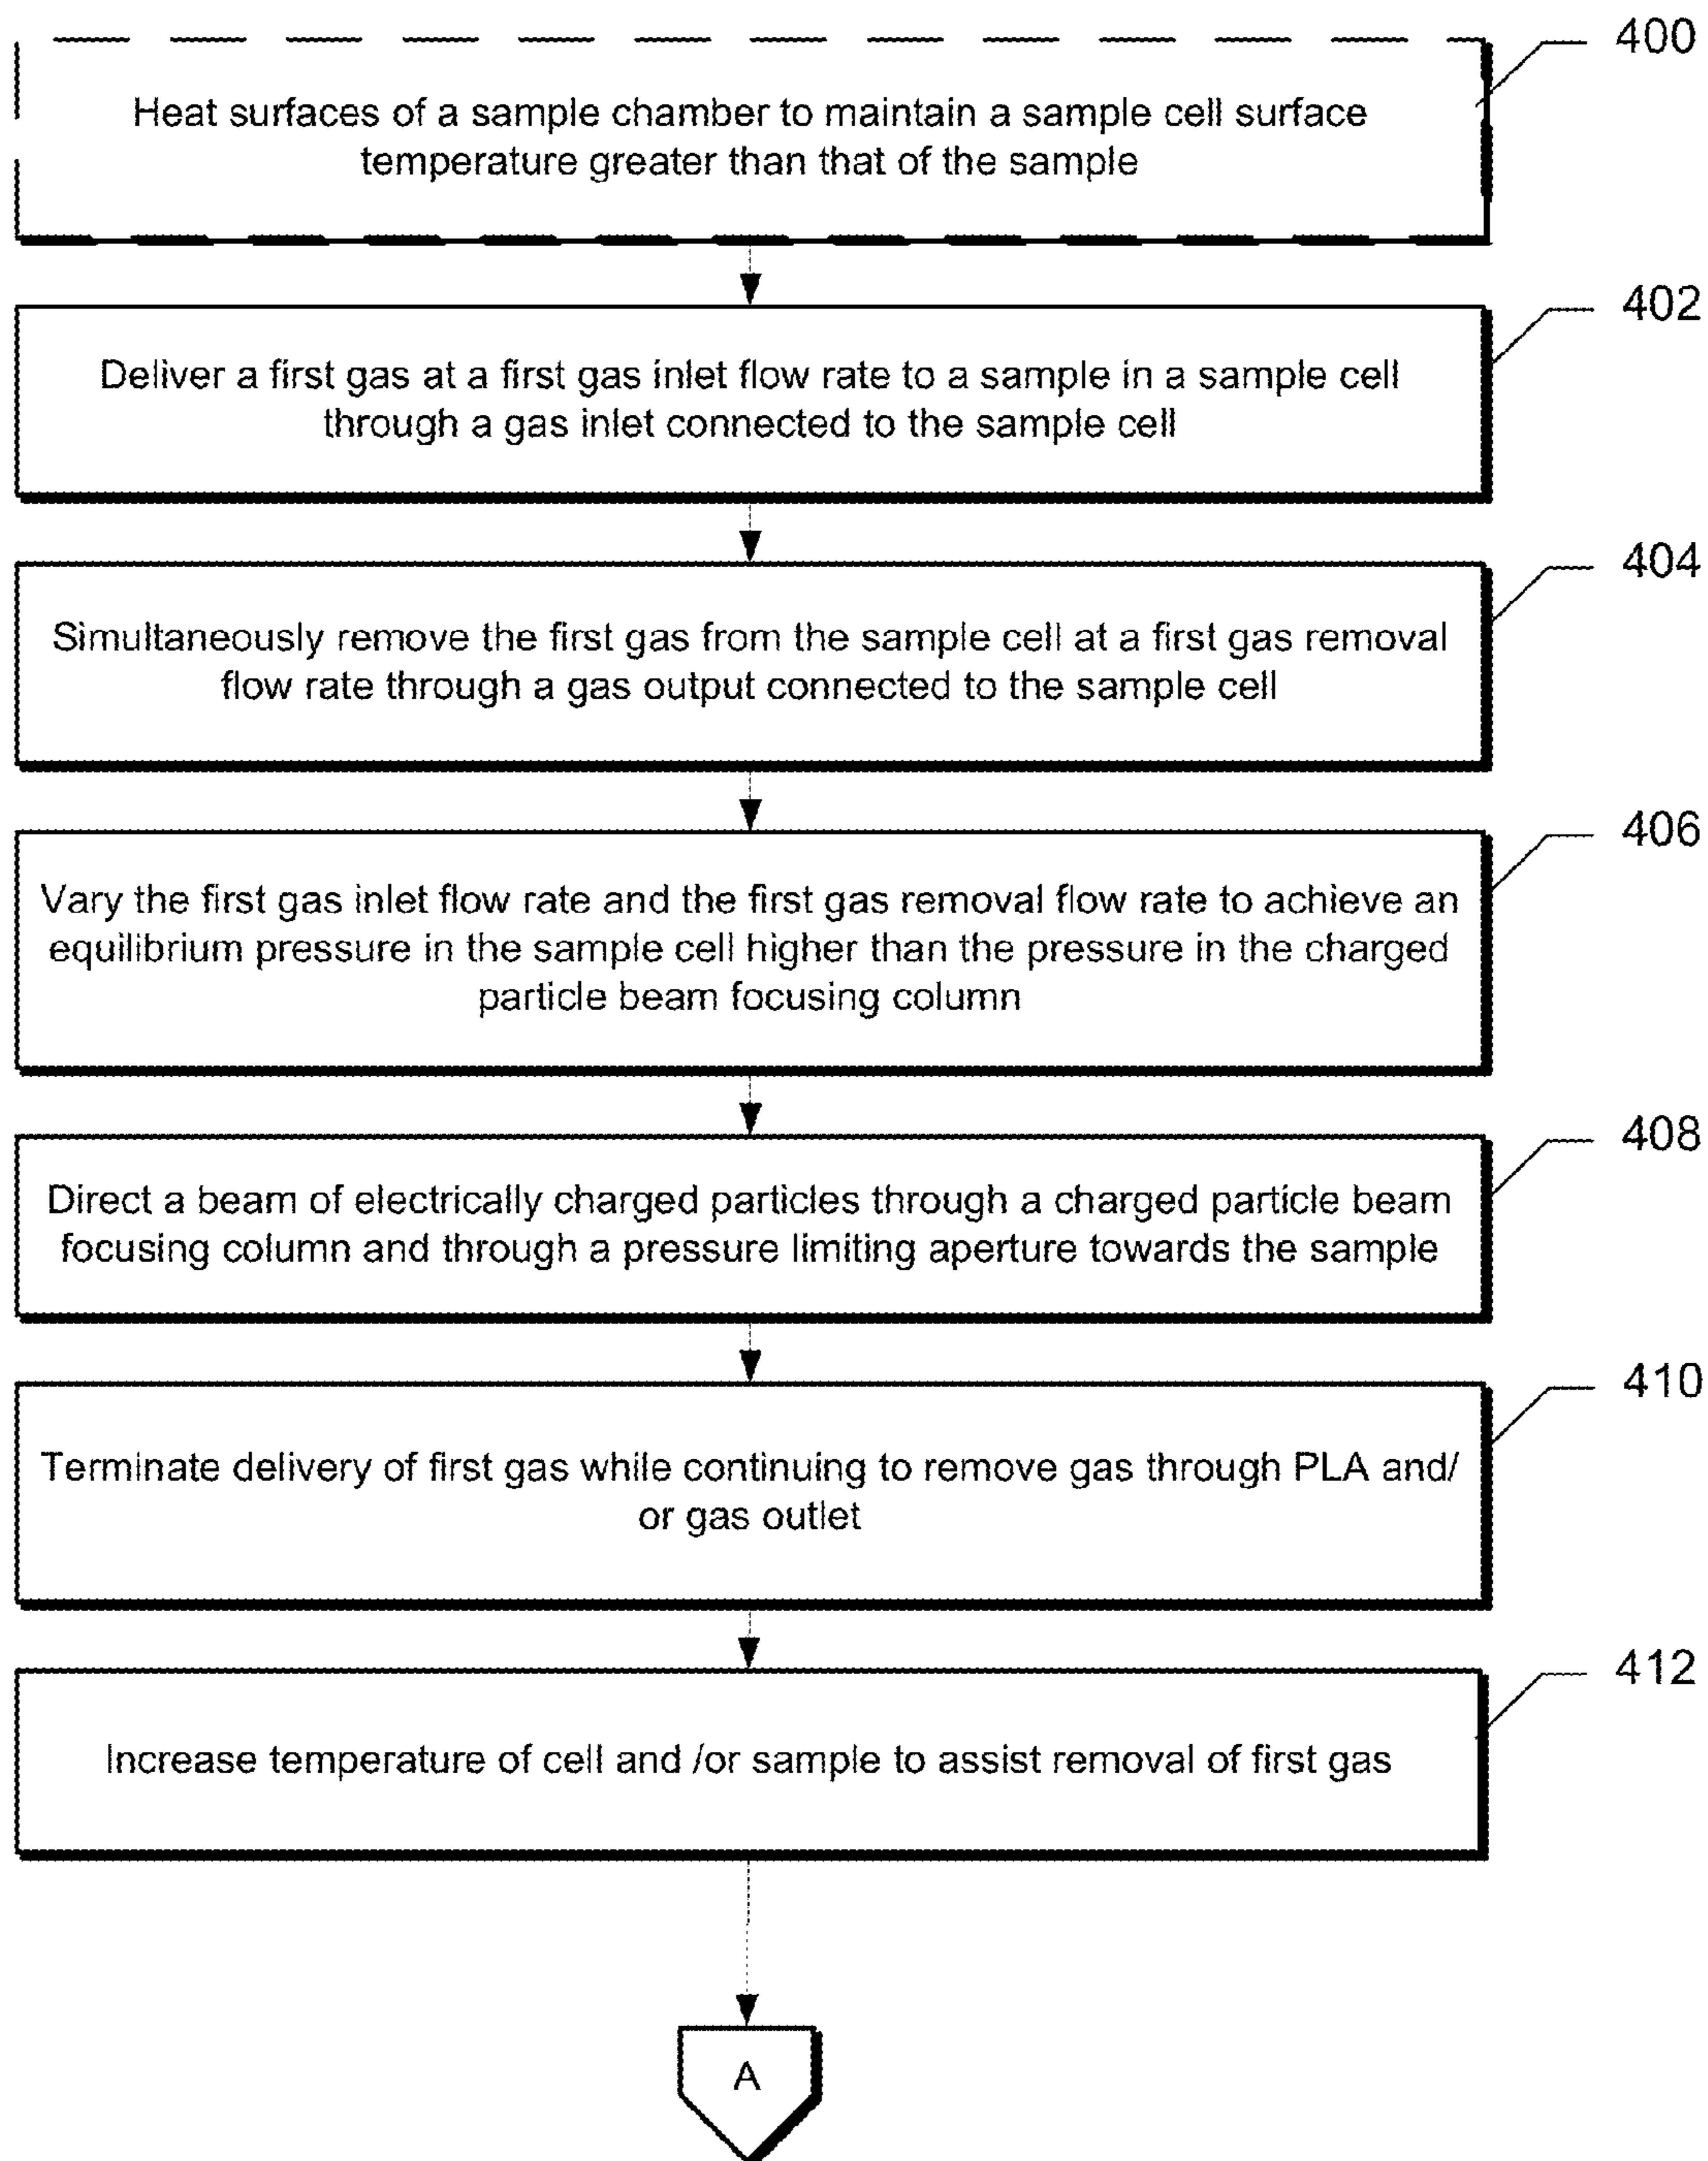 400
Heat surfaces of a sample chamber to maintain a sample cell surface
temperature greater than that of the sample
402
Deliver a first gas at a first gas inlet flow rate to a sample in a sample cell
through a gas inlet connected to the sample cell
404
Simultaneously remove the first gas from the sample cell at a first gas removal
flow rate through a gas output connected to the sample cell
406
Vary the first gas inlet flow rate and the first gas removal flow rate to achieve an
equilibrium pressure in the sample cell higher than the pressure in the charged
particle beam focusing column
408
Direct a beam of electrically charged particles through a charged particle beam
focusing column and through a pressure limiting aperture towards the sample
410
Terminate delivery of first gas while continuing to remove gas through PLA and/
or gas outlet
412
Increase temperature of cell and /or sample to assist removal of first gas
A